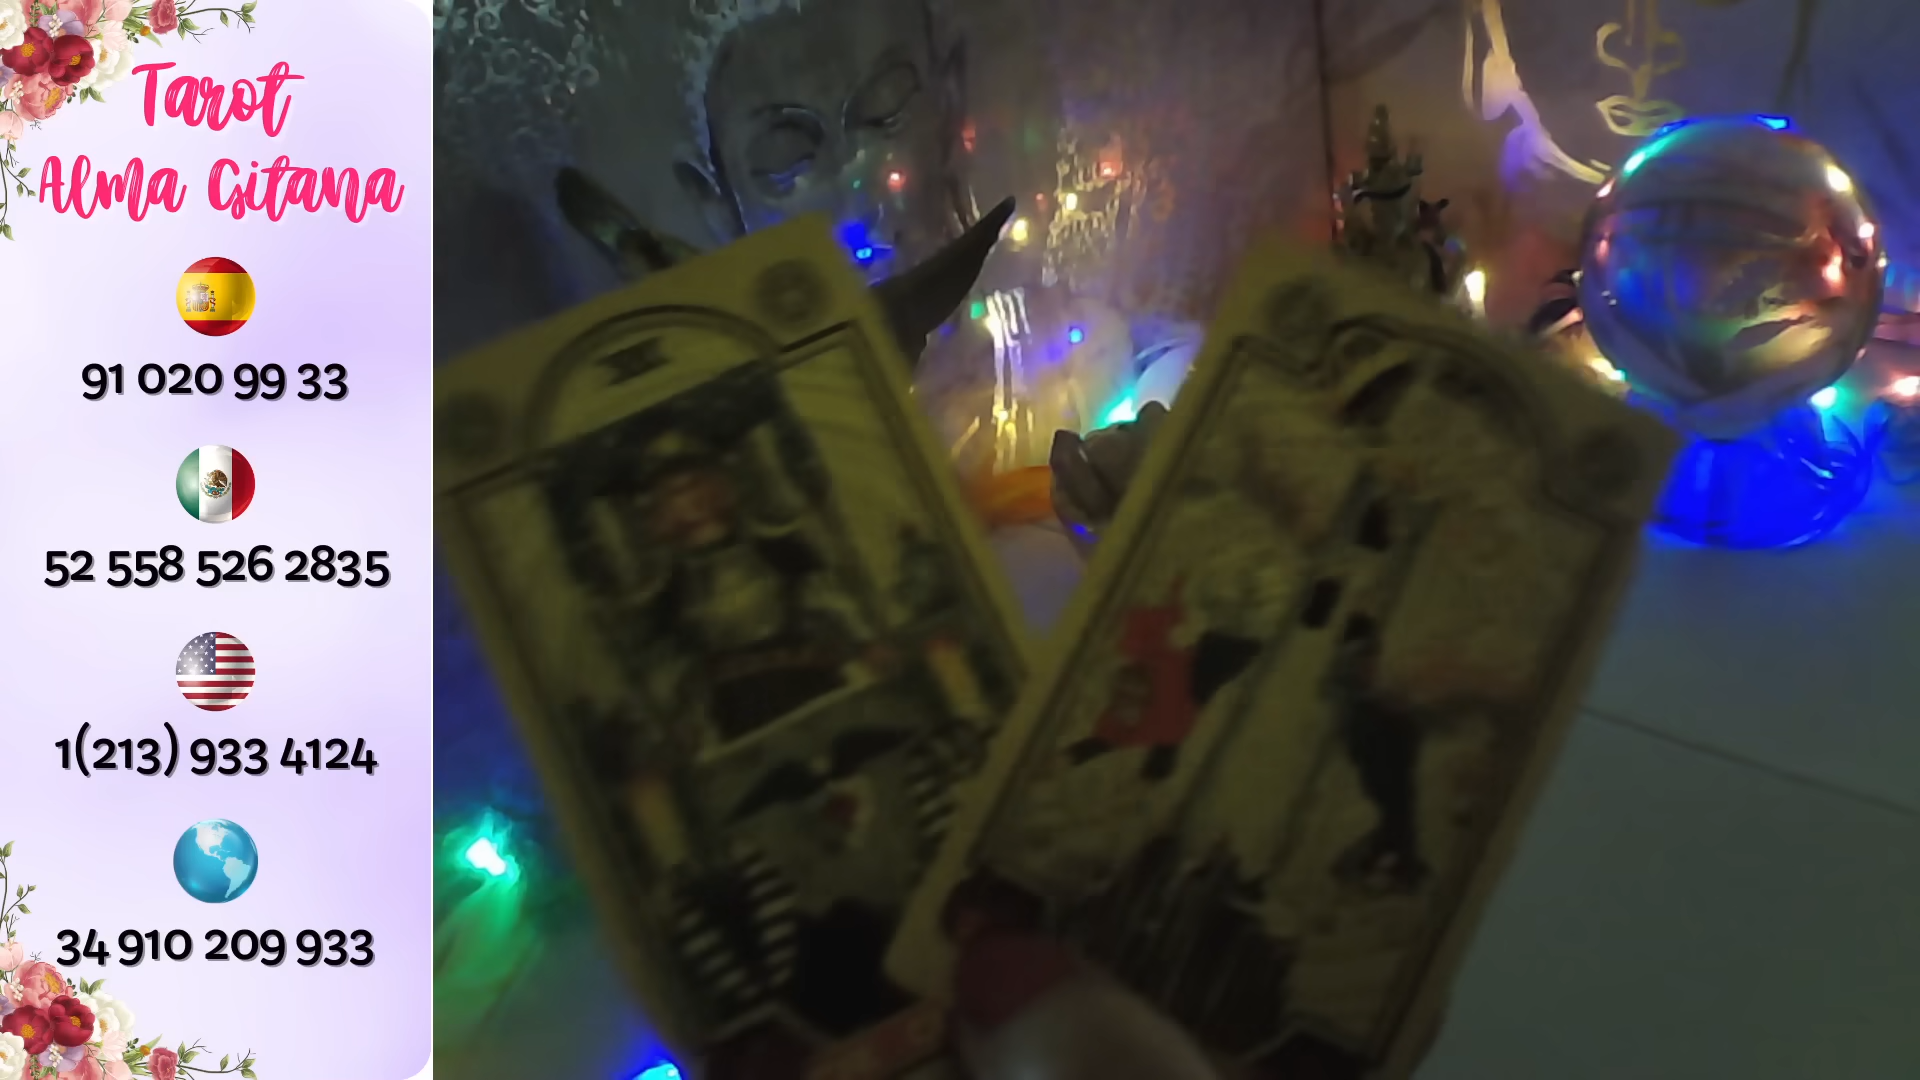 Tarot
Alma Gitana
91 020 99 33
52 558 526 2835
1(213) 933 4124
34 910 209 933